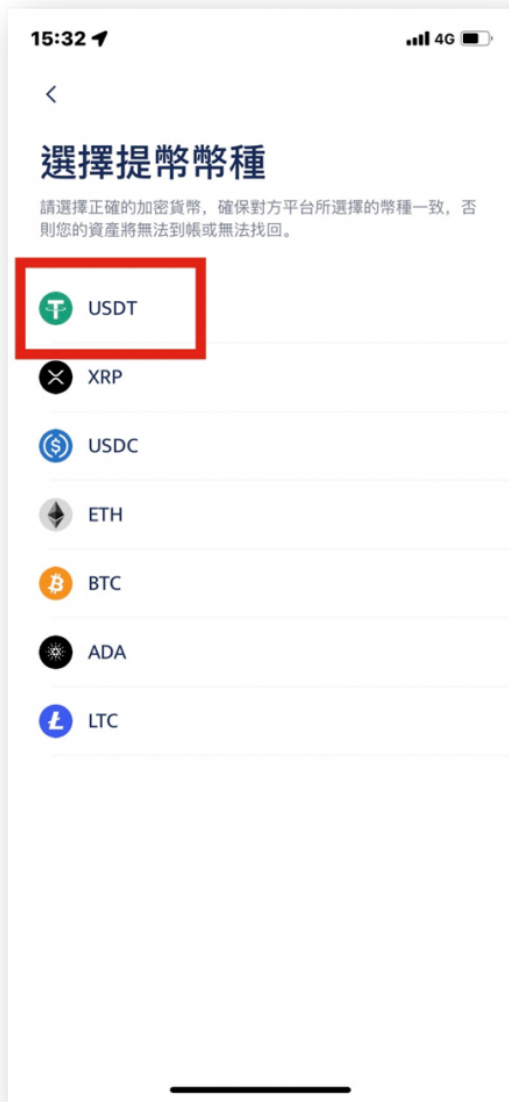 15:32
4G
選擇提幣幣種
請選擇正確的加密貨幣，確保對方平台所選擇的幣種一致，否
則您的資產將無法到帳或無法找回。
USDT
XRP
USDC
ETH
BTC
ADA
LTC